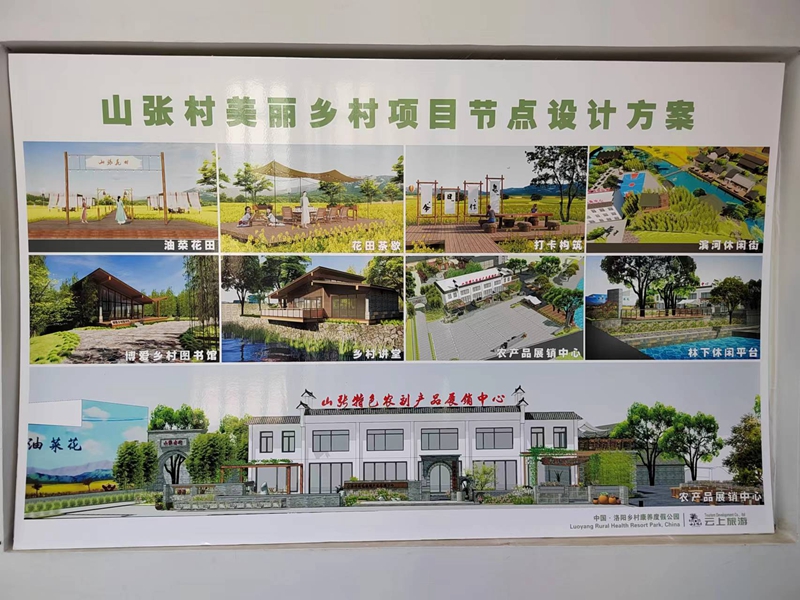 山张村美丽乡村项目节点设计方案
山张花田
油菜花田
花田茶歇
打卡构筑
滨河休闲街
博爱乡村图书馆
乡村讲堂
农产品展销中心
林下休闲平台
山张特色农副产品展销中心
油菜花
农产品展销中心
中国·洛阳乡村康养度假公园
Luoyang Rural Health Resort Park, China
云上旅游